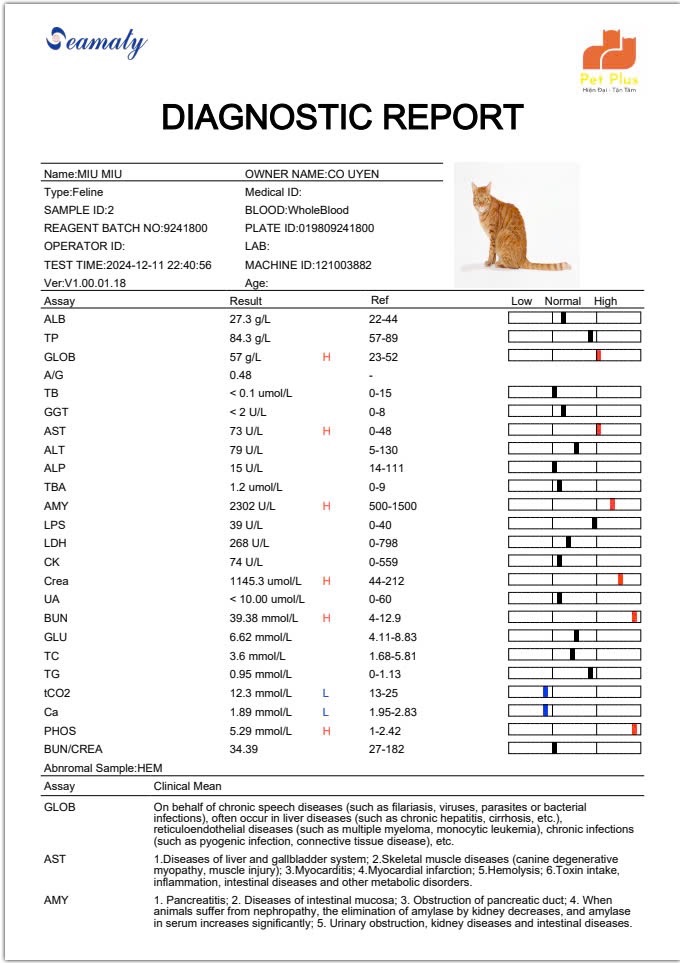 Seamaty
Pet Plus
Hiện Đại - Tận Tâm
DIAGNOSTIC REPORT
Name:MIU MIU OWNER NAME:CO UYEN
Type:Feline Medical ID:
SAMPLE ID:2 BLOOD:WholeBlood
REAGENT BATCH NO:9241800 PLATE ID:019809241800
OPERATOR ID: LAB:
TEST TIME:2024-12-11 22:40:56 MACHINE ID:121003882
Ver:V1.00.01.18 Age:
Assay Result Ref Low Normal High
ALB 27.3 g/L 22-44
TP 84.3 g/L 57-89
GLOB 57 g/L H 23-52
A/G 0.48 -
TB < 0.1 umol/L 0-15
GGT < 2 U/L 0-8
AST 73 U/L H 0-48
ALT 79 U/L 5-130
ALP 15 U/L 14-111
TBA 1.2 umol/L 0-9
AMY 2302 U/L H 500-1500
LPS 39 U/L 0-40
LDH 268 U/L 0-798
CK 74 U/L 0-559
Crea 1145.3 umol/L H 44-212
UA < 10.00 umol/L 0-60
BUN 39.38 mmol/L H 4-12.9
GLU 6.62 mmol/L 4.11-8.83
TC 3.6 mmol/L 1.68-5.81
TG 0.95 mmol/L 0-1.13
tCO2 12.3 mmol/L L 13-25
Ca 1.89 mmol/L L 1.95-2.83
PHOS 5.29 mmol/L H 1-2.42
BUN/CREA 34.39 27-182
Abnromal Sample:HEM
Assay Clinical Mean
GLOB On behalf of chronic speech diseases (such as filariasis, viruses, parasites or bacterial
infections), often occur in liver diseases (such as chronic hepatitis, cirrhosis, etc.),
reticuloendothelial diseases (such as multiple myeloma, monocytic leukemia), chronic infections
(such as pyogenic infection, connective tissue disease), etc.
AST 1.Diseases of liver and gallbladder system; 2.Skeletal muscle diseases (canine degenerative
myopathy, muscle injury); 3.Myocarditis; 4.Myocardial infarction; 5.Hemolysis; 6.Toxin intake,
inflammation, intestinal diseases and other metabolic disorders.
AMY 1. Pancreatitis; 2. Diseases of intestinal mucosa; 3. Obstruction of pancreatic duct; 4. When
animals suffer from nephropathy, the elimination of amylase by kidney decreases, and amylase
in serum increases significantly; 5. Urinary obstruction, kidney diseases and intestinal diseases.